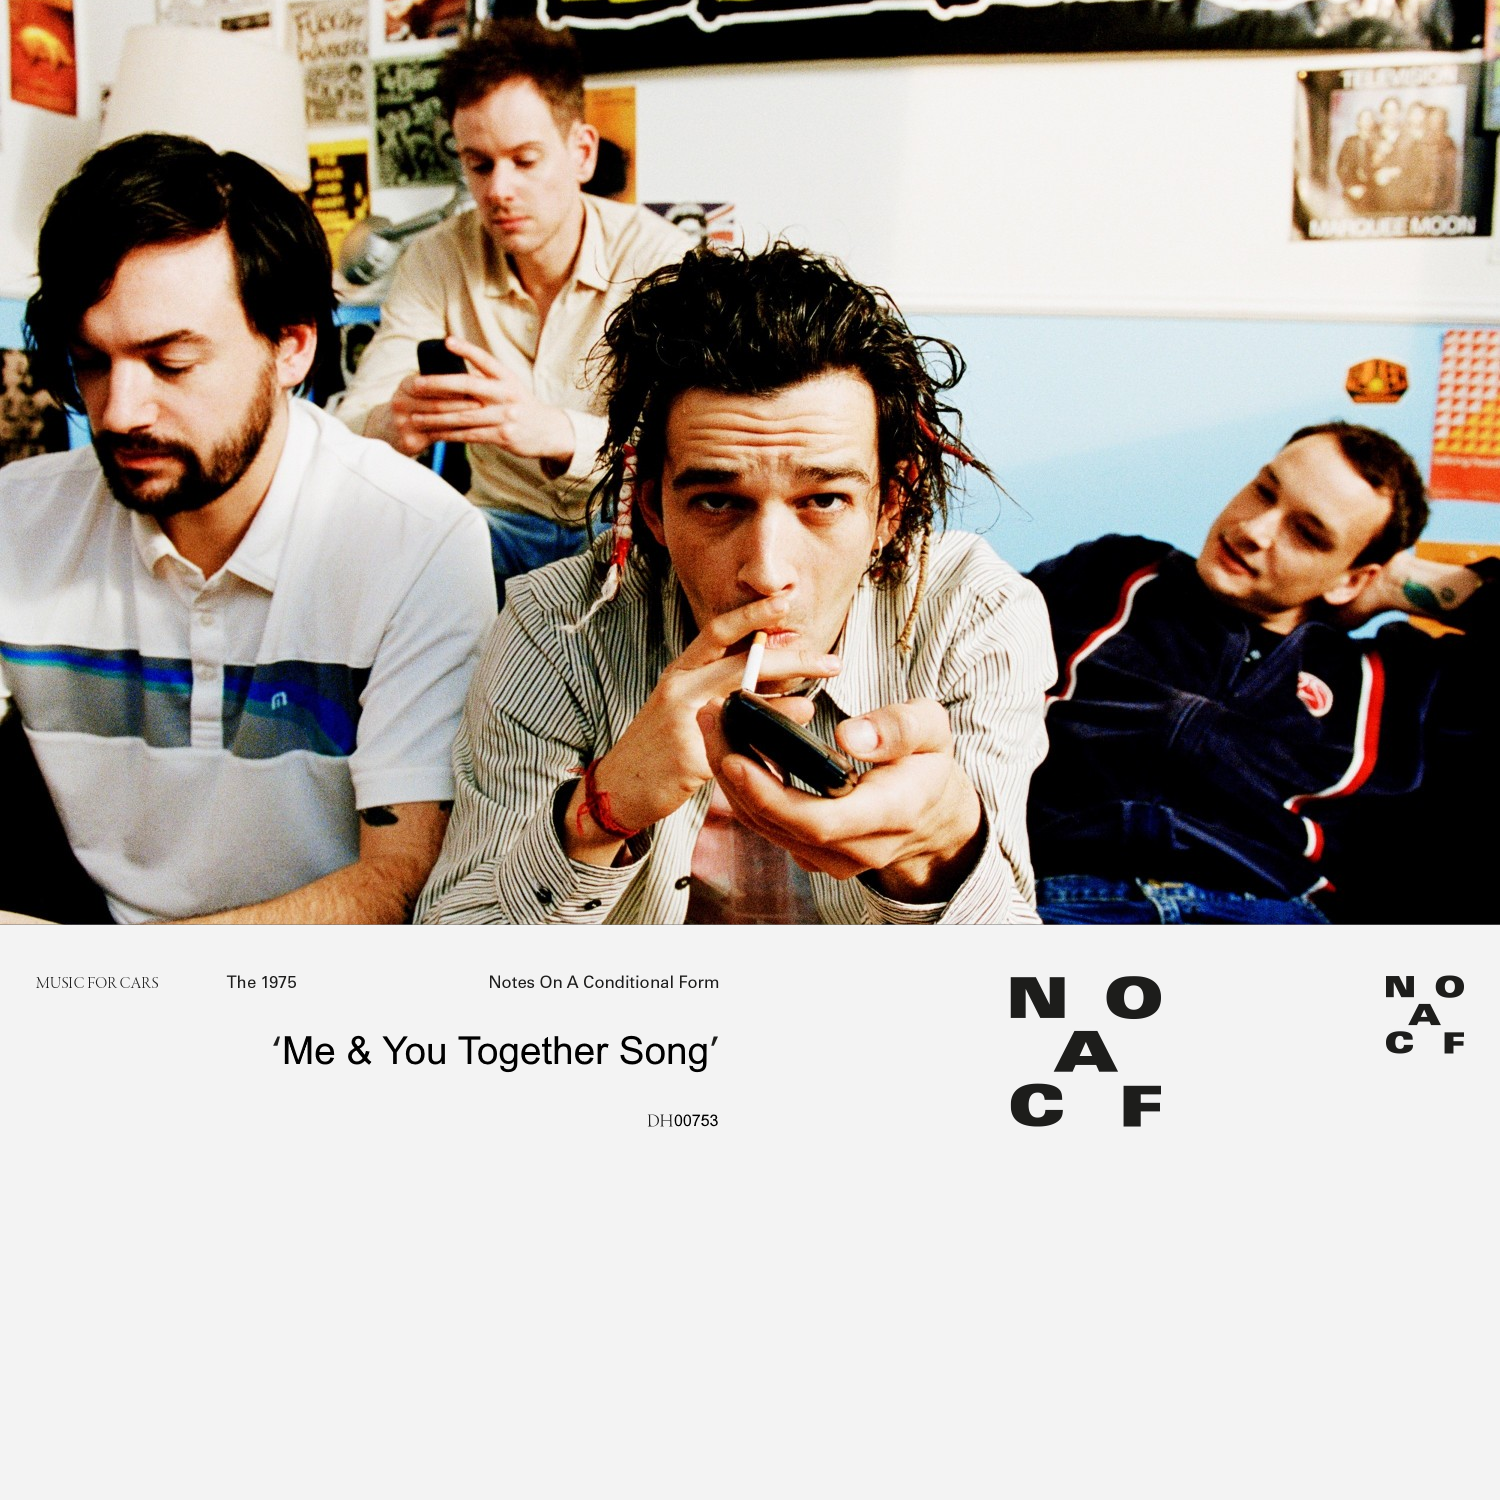 TELEVISION
MARQUEE MOON
MUSIC FOR CARS
The 1975
Notes On A Conditional Form
‘Me & You Together Song’
DH00753
N O
A
C F
N O
A
C F